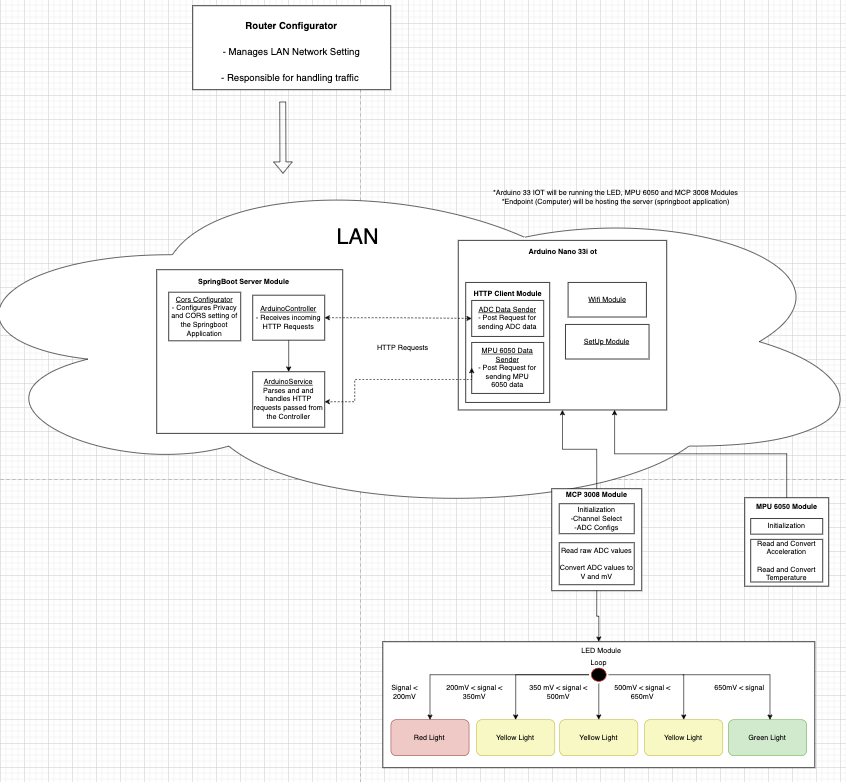 Router Configurator
- Manages LAN Network Setting
- Responsible for handling traffic
*Arduino 33 IOT will be running the LED, MPU 6050 and MCP 3008 Modules
*Endpoint (Computer) will be hosting the server (springboot application)
LAN
SpringBoot Server Module
Cors Configurator
- Configures Privacy
and CORS setting of
the Springboot
Application
ArduinoController
- Receives incoming
HTTP Requests
ArduinoService
Parses and and
handles HTTP
requests passed from
the Controller
HTTP Requests
Arduino Nano 33i ot
HTTP Client Module
ADC Data Sender
- Post Request for
sending ADC data
MPU 6050 Data
Sender
- Post Request for
sending MPU
6050 data
Wifi Module
SetUp Module
MCP 3008 Module
Initialization
-Channel Select
-ADC Configs
Read raw ADC values
Convert ADC values to
V and mV
MPU 6050 Module
Initialization
Read and Convert
Acceleration
Read and Convert
Temperature
LED Module
Loop
Signal <
200mV
200mV < signal <
350mV
350 mV < signal <
500mV
500mV < signal <
650mV
650mV < signal
Red Light
Yellow Light
Yellow Light
Yellow Light
Green Light